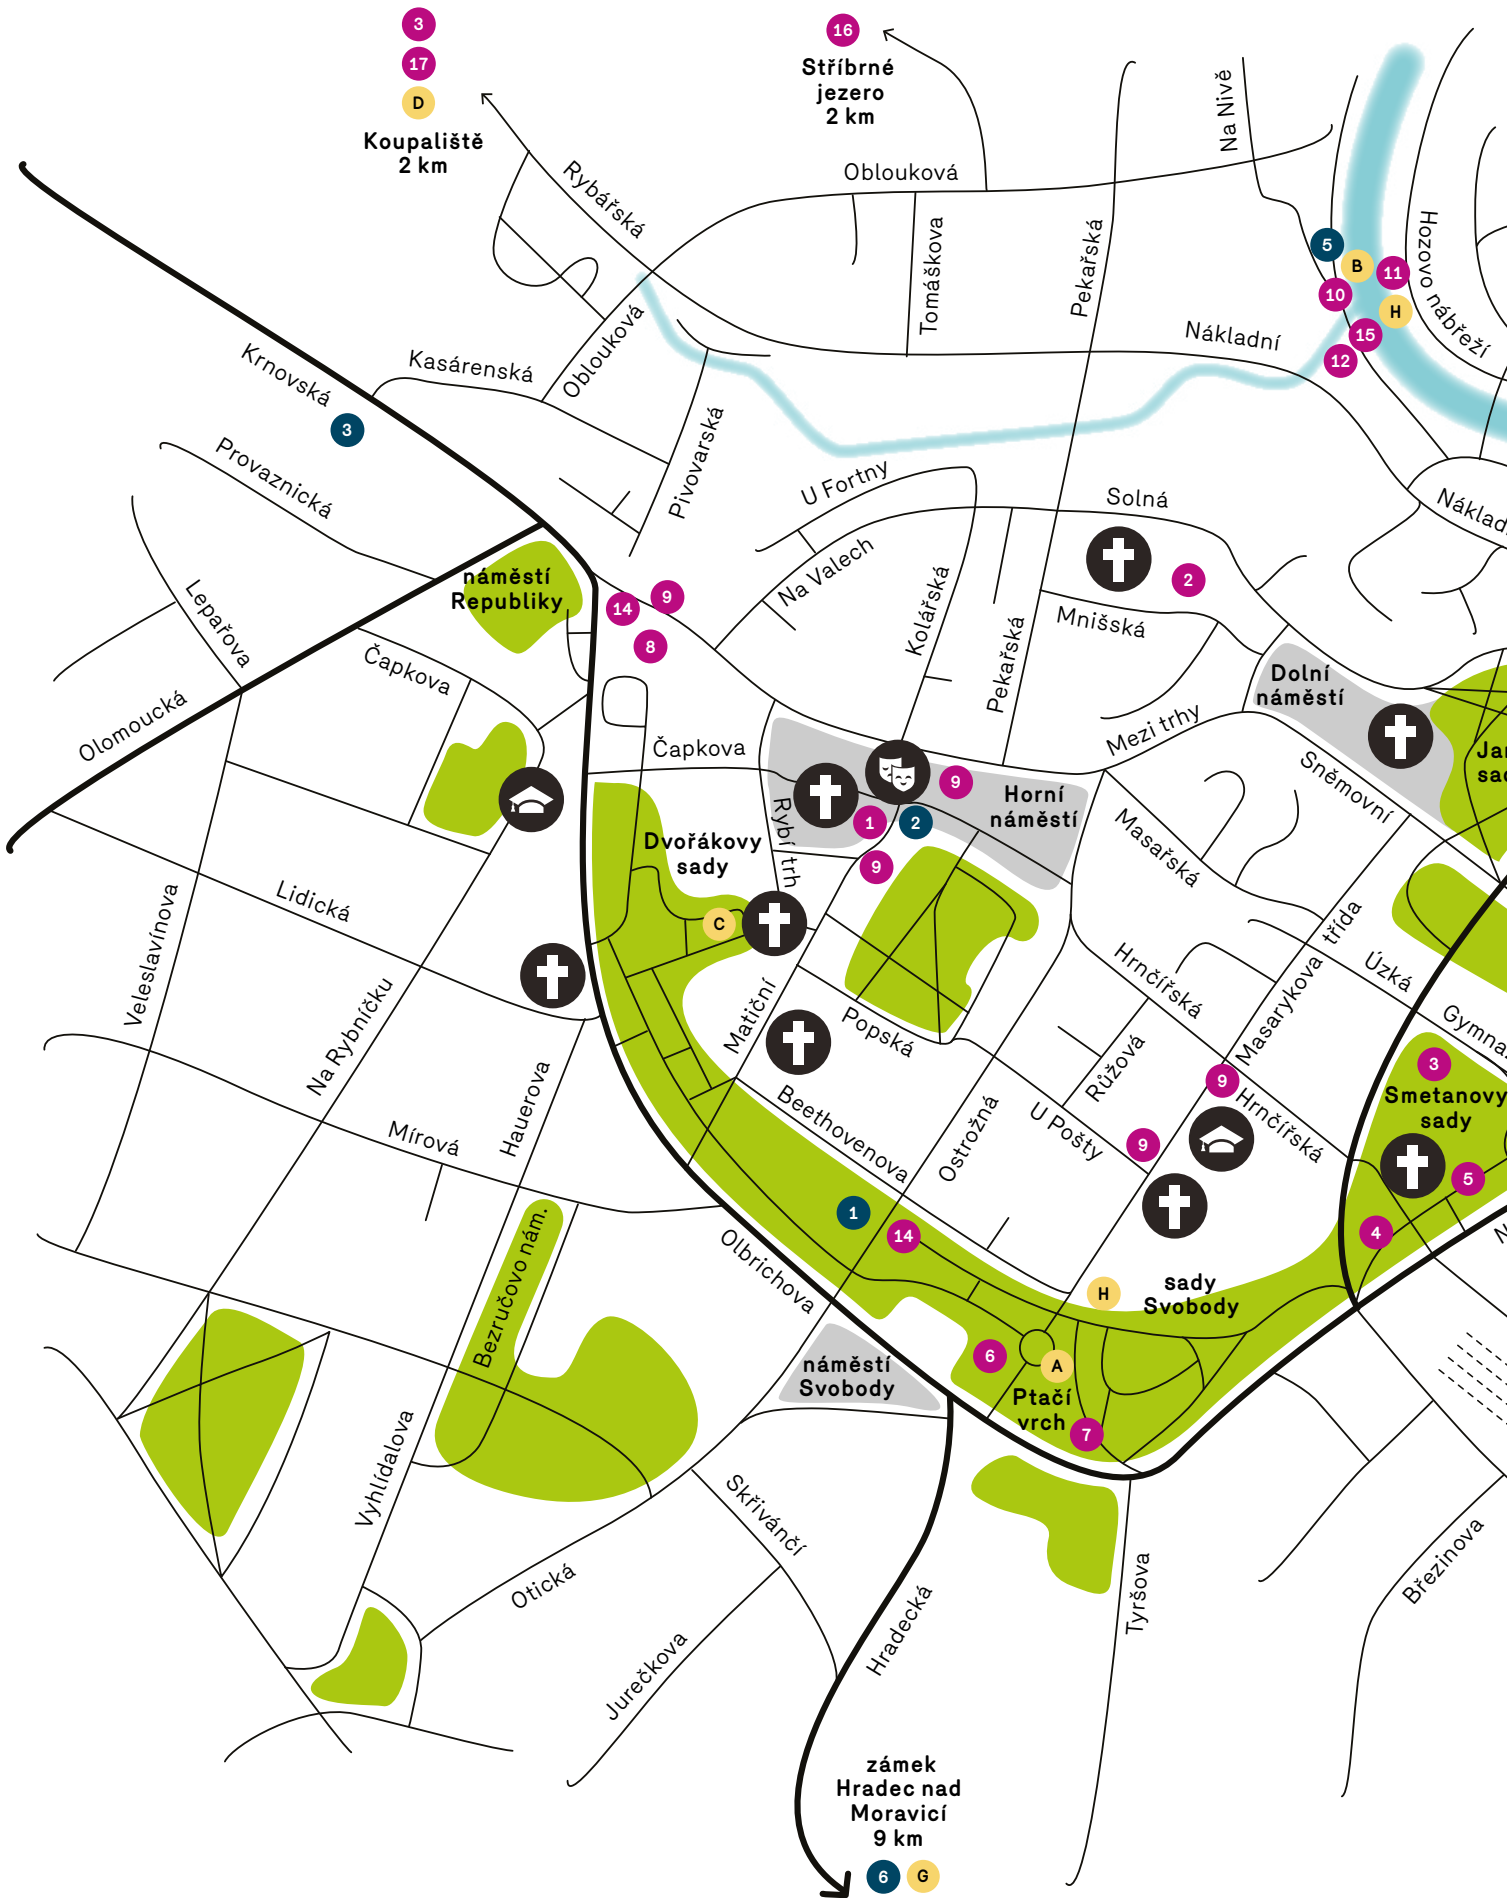 3
17
D
Koupaliště
2 km
16
Stříbrné
jezero
2 km
Na Nivě
Rybářská
Oblouková
Tomáškova
Pekařská
5
B
11
10
H
15
12
Hozovo nábřeží
Nákladní
Krnovská
3
Kasárenská
Oblouková
Pivovarská
Provaznická
U Fortny
Solná
Na Valech
Kolářská
2
Mnišská
Pekařská
náměstí
Republiky
14
9
8
Lepařova
Čapkova
Olomoucká
Dolní
náměstí
Mezi trhy
Sněmovní
Čapkova
9
Horní
náměstí
1
2
9
Rybí trh
Dvořákovy
sady
C
Masařská
Masarykova třída
Úzká
Hrnčířská
Lidická
Veleslavínova
Na Rybníčku
Matiční
Popská
Růžová
U Pošty
9
Hrnčířská
9
3
Smetanovy
sady
5
4
Hauerova
Mírová
Beethovenova
Ostrožná
1
14
Olbrichova
Bezručovo nám.
H
sady
Svobody
6
A
Ptačí
vrch
7
náměstí
Svobody
Vyhlídalova
Skřivánčí
Otická
Jurečkova
Hradecká
Tyršova
Březinova
zámek
Hradec nad
Moravicí
9 km
6
G